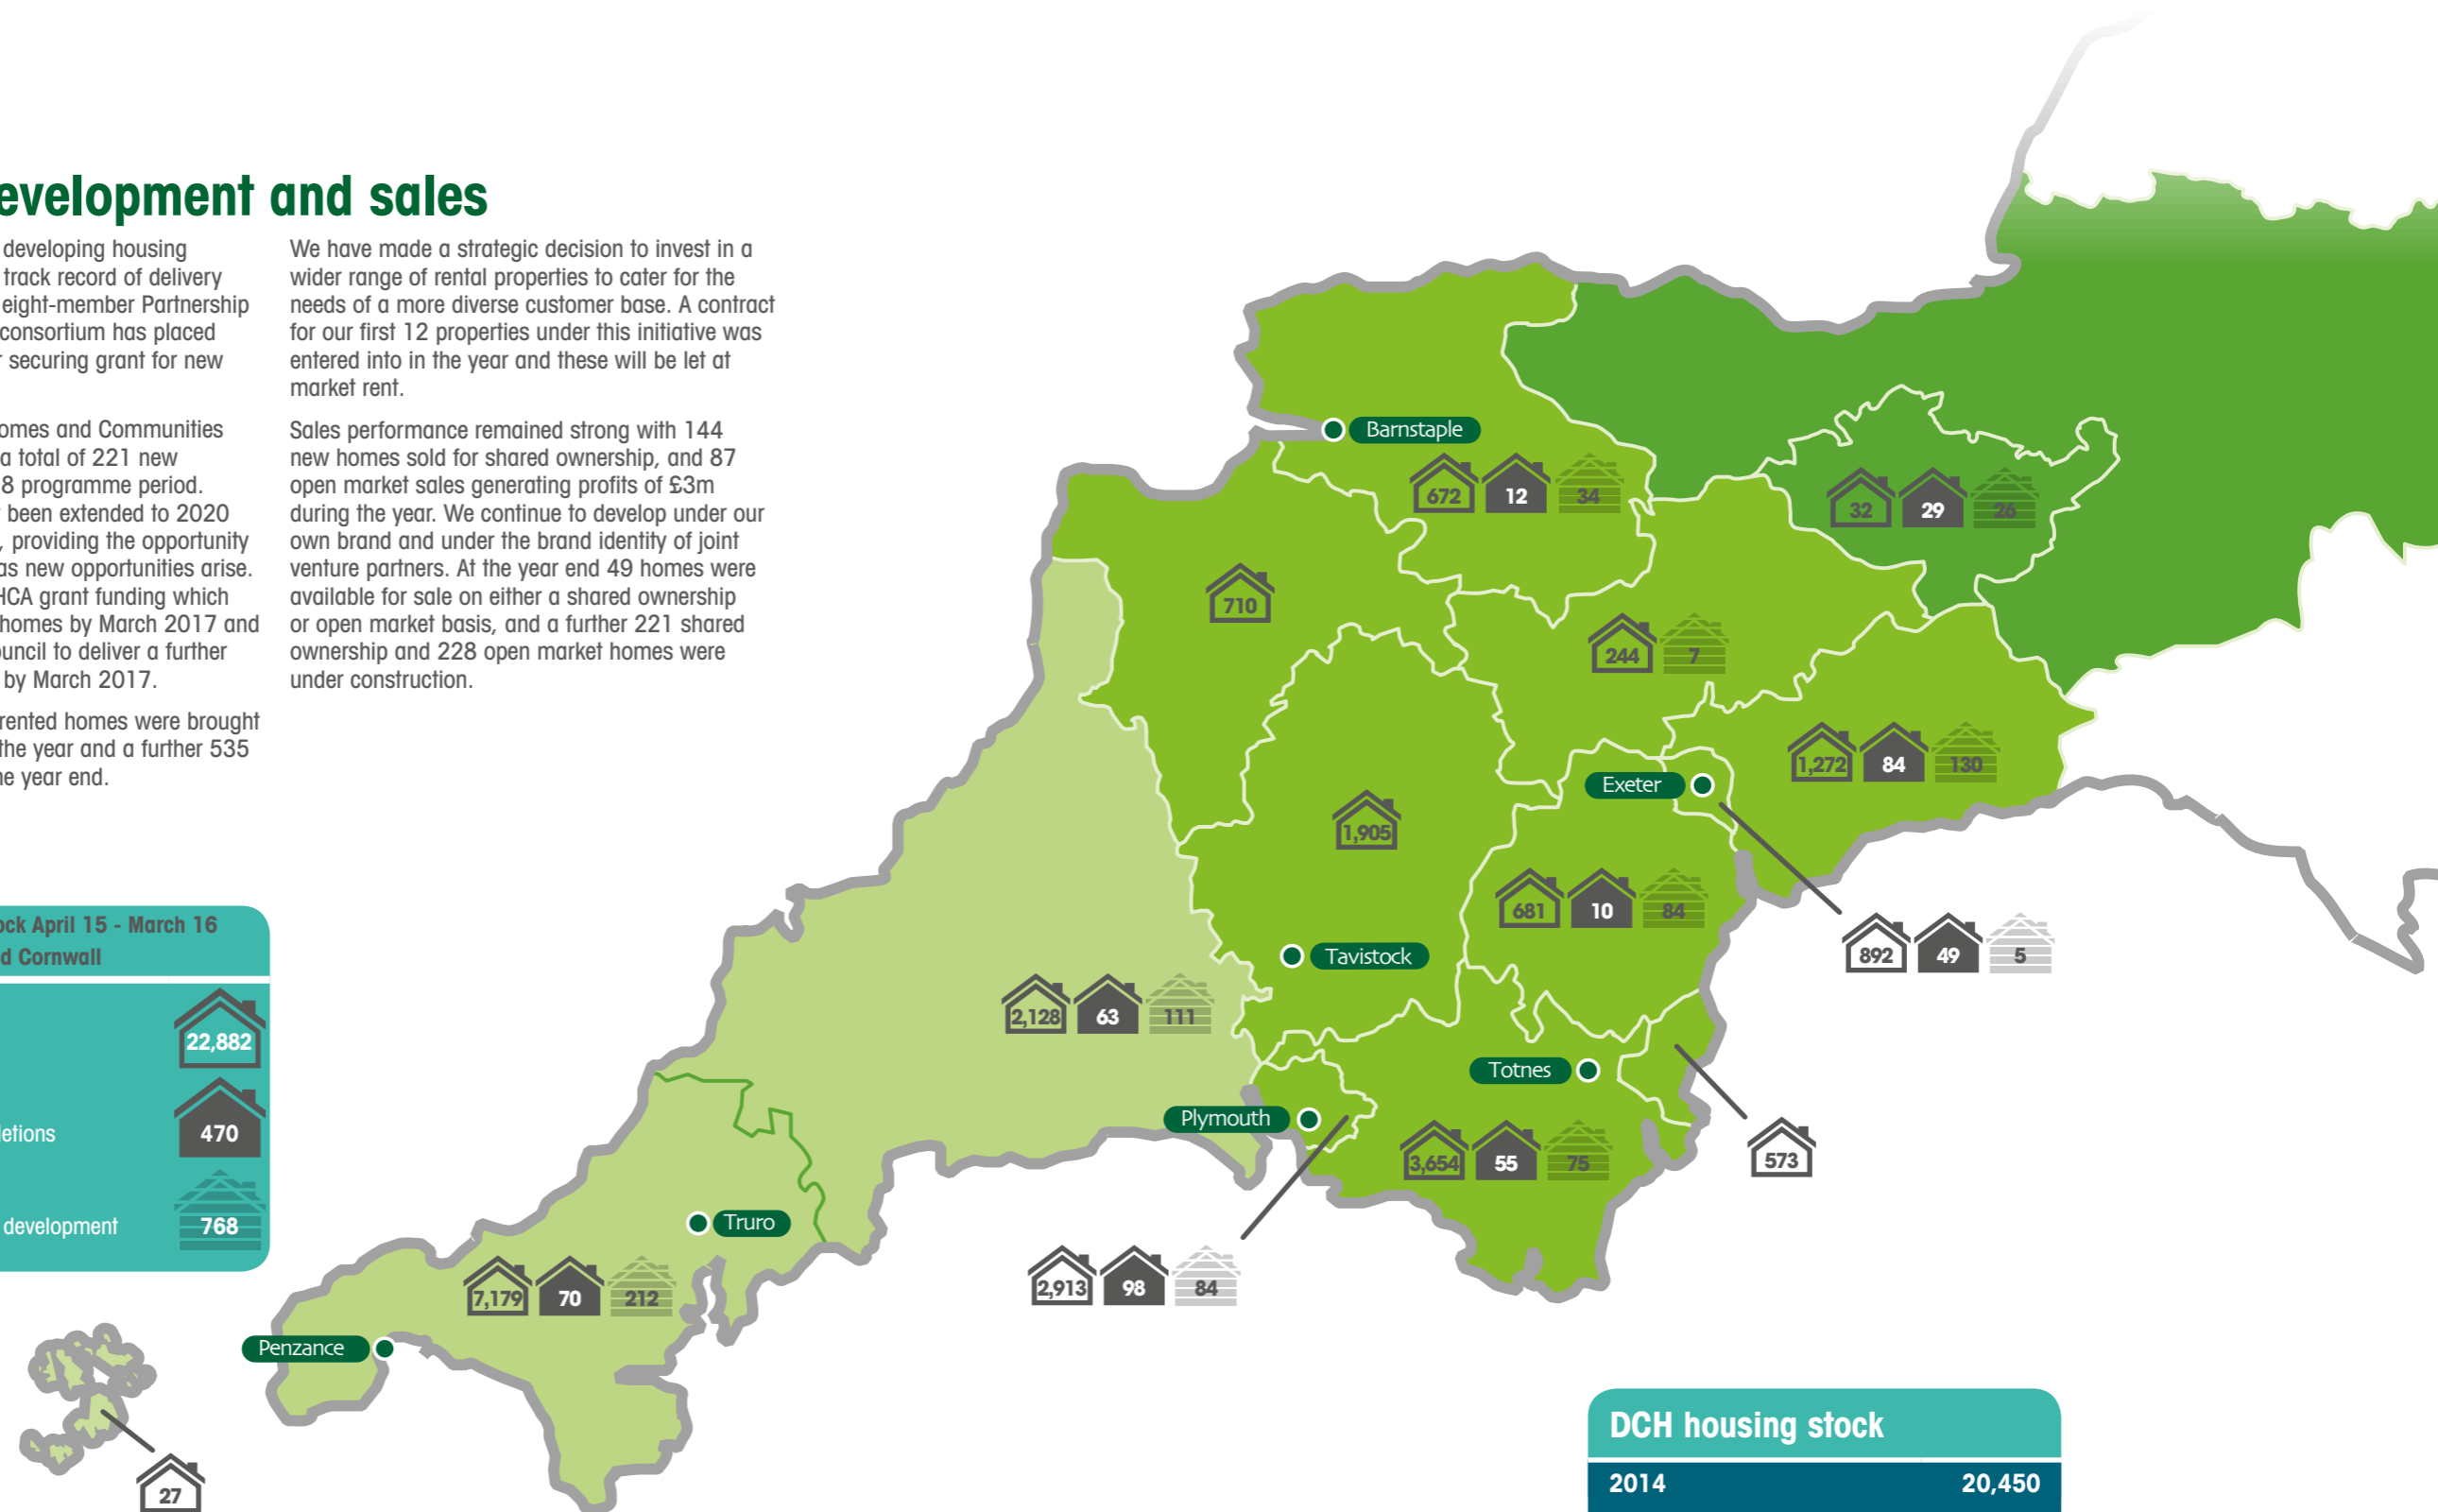 evelopment and sales
developing housing
track record of delivery
eight-member Partnership
consortium has placed
securing grant for new
omes and Communities
a total of 221 new
8 programme period.
been extended to 2020
, providing the opportunity
as new opportunities arise.
HCA grant funding which
homes by March 2017 and
ouncil to deliver a further
by March 2017.
rented homes were brought
the year and a further 535
he year end.
We have made a strategic decision to invest in a
wider range of rental properties to cater for the
needs of a more diverse customer base. A contract
for our first 12 properties under this initiative was
entered into in the year and these will be let at
market rent.
Sales performance remained strong with 144
new homes sold for shared ownership, and 87
open market sales generating profits of £3m
during the year. We continue to develop under our
own brand and under the brand identity of joint
venture partners. At the year end 49 homes were
available for sale on either a shared ownership
or open market basis, and a further 221 shared
ownership and 228 open market homes were
under construction.
ock April 15 - March 16
d Cornwall
22,882
letions 470
development 768
Barnstaple
672 12 34
32 29 26
710
244 7
1,272 84 130
Exeter
1,905
681 10 84
892 49 5
Tavistock
2,128 63 111
Totnes
Plymouth
3,654 55 75
573
Truro
2,913 98 84
7,179 70 212
Penzance
27
DCH housing stock
2014 20,450